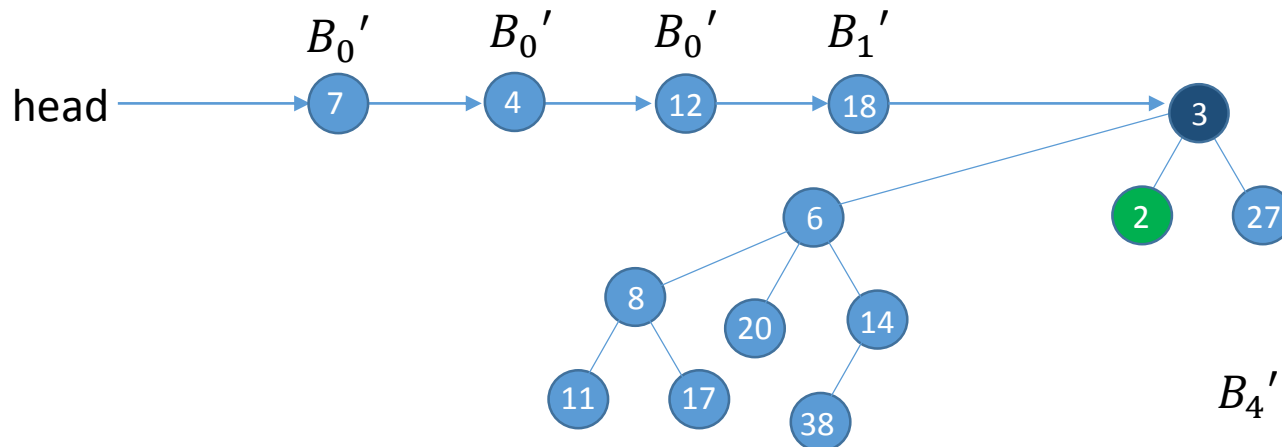 B₀′ B₀′ B₀′ B₁′
head 7 4 12 18 3
6 2 27
8 20 14
11 17 38
B₄′